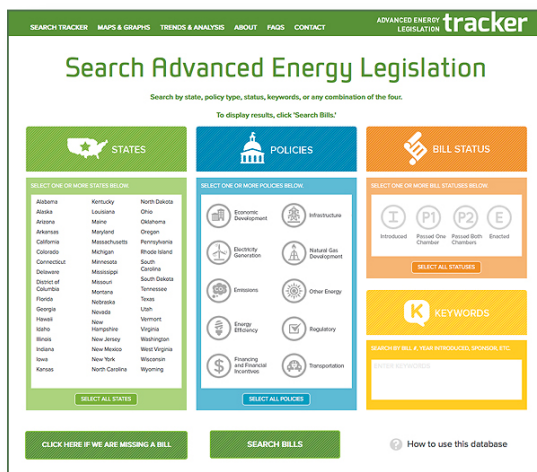 SEARCH TRACKER MAPS & GRAPHS TRENDS & ANALYSIS ABOUT FAQS CONTACT
ADVANCED ENERGY
LEGISLATION tracker
Search Advanced Energy Legislation
Search by state, policy type, status, keywords, or any combination of the four.
To display results, click 'Search Bills.'
STATES
SELECT ONE OR MORE STATES BELOW.
Alabama
Alaska
Arizona
Arkansas
California
Colorado
Connecticut
Delaware
District of
Columbia
Florida
Georgia
Hawaii
Idaho
Illinois
Indiana
Iowa
Kansas
Kentucky
Louisiana
Maine
Maryland
Massachusetts
Michigan
Minnesota
Mississippi
Missouri
Montana
Nebraska
Nevada
New
Hampshire
New Jersey
New Mexico
New York
North Carolina
North Dakota
Ohio
Oklahoma
Oregon
Pennsylvania
Rhode Island
South
Carolina
South Dakota
Tennessee
Texas
Utah
Vermont
Virginia
Washington
West Virginia
Wisconsin
Wyoming
SELECT ALL STATES
POLICIES
SELECT ONE OR MORE POLICIES BELOW.
Economic
Development
Infrastructure
Electricity
Generation
Natural Gas
Development
Emissions
Other Energy
Energy
Efficiency
Regulatory
$
Financing
and Financial
Incentives
Transportation
SELECT ALL POLICIES
BILL STATUS
SELECT ONE OR MORE BILL STATUSES BELOW.
I P1 P2 E
Introduced
Passed One
Chamber
Passed Both
Chambers
Enacted
SELECT ALL STATUSES
K
KEYWORDS
SEARCH BY BILL #, YEAR INTRODUCED, SPONSOR, ETC
ENTER KEYWORDS
CLICK HERE IF WE ARE MISSING A BILL
SEARCH BILLS
? How to use this database